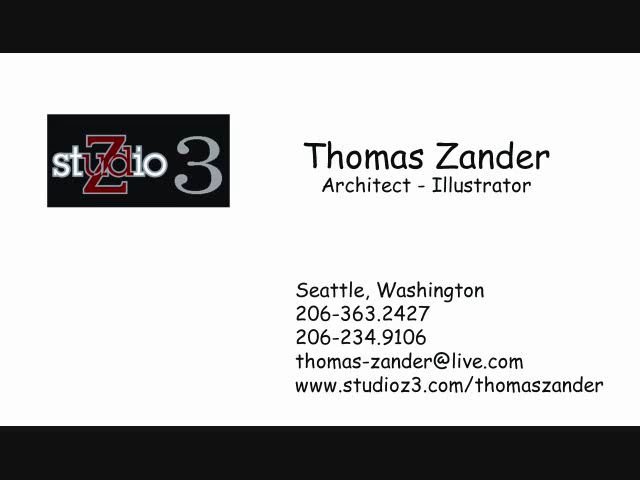 studio Z 3
Thomas Zander
Architect - Illustrator
Seattle, Washington
206-363.2427
206-234.9106
thomas-zander@live.com
www.studioz3.com/thomaszander